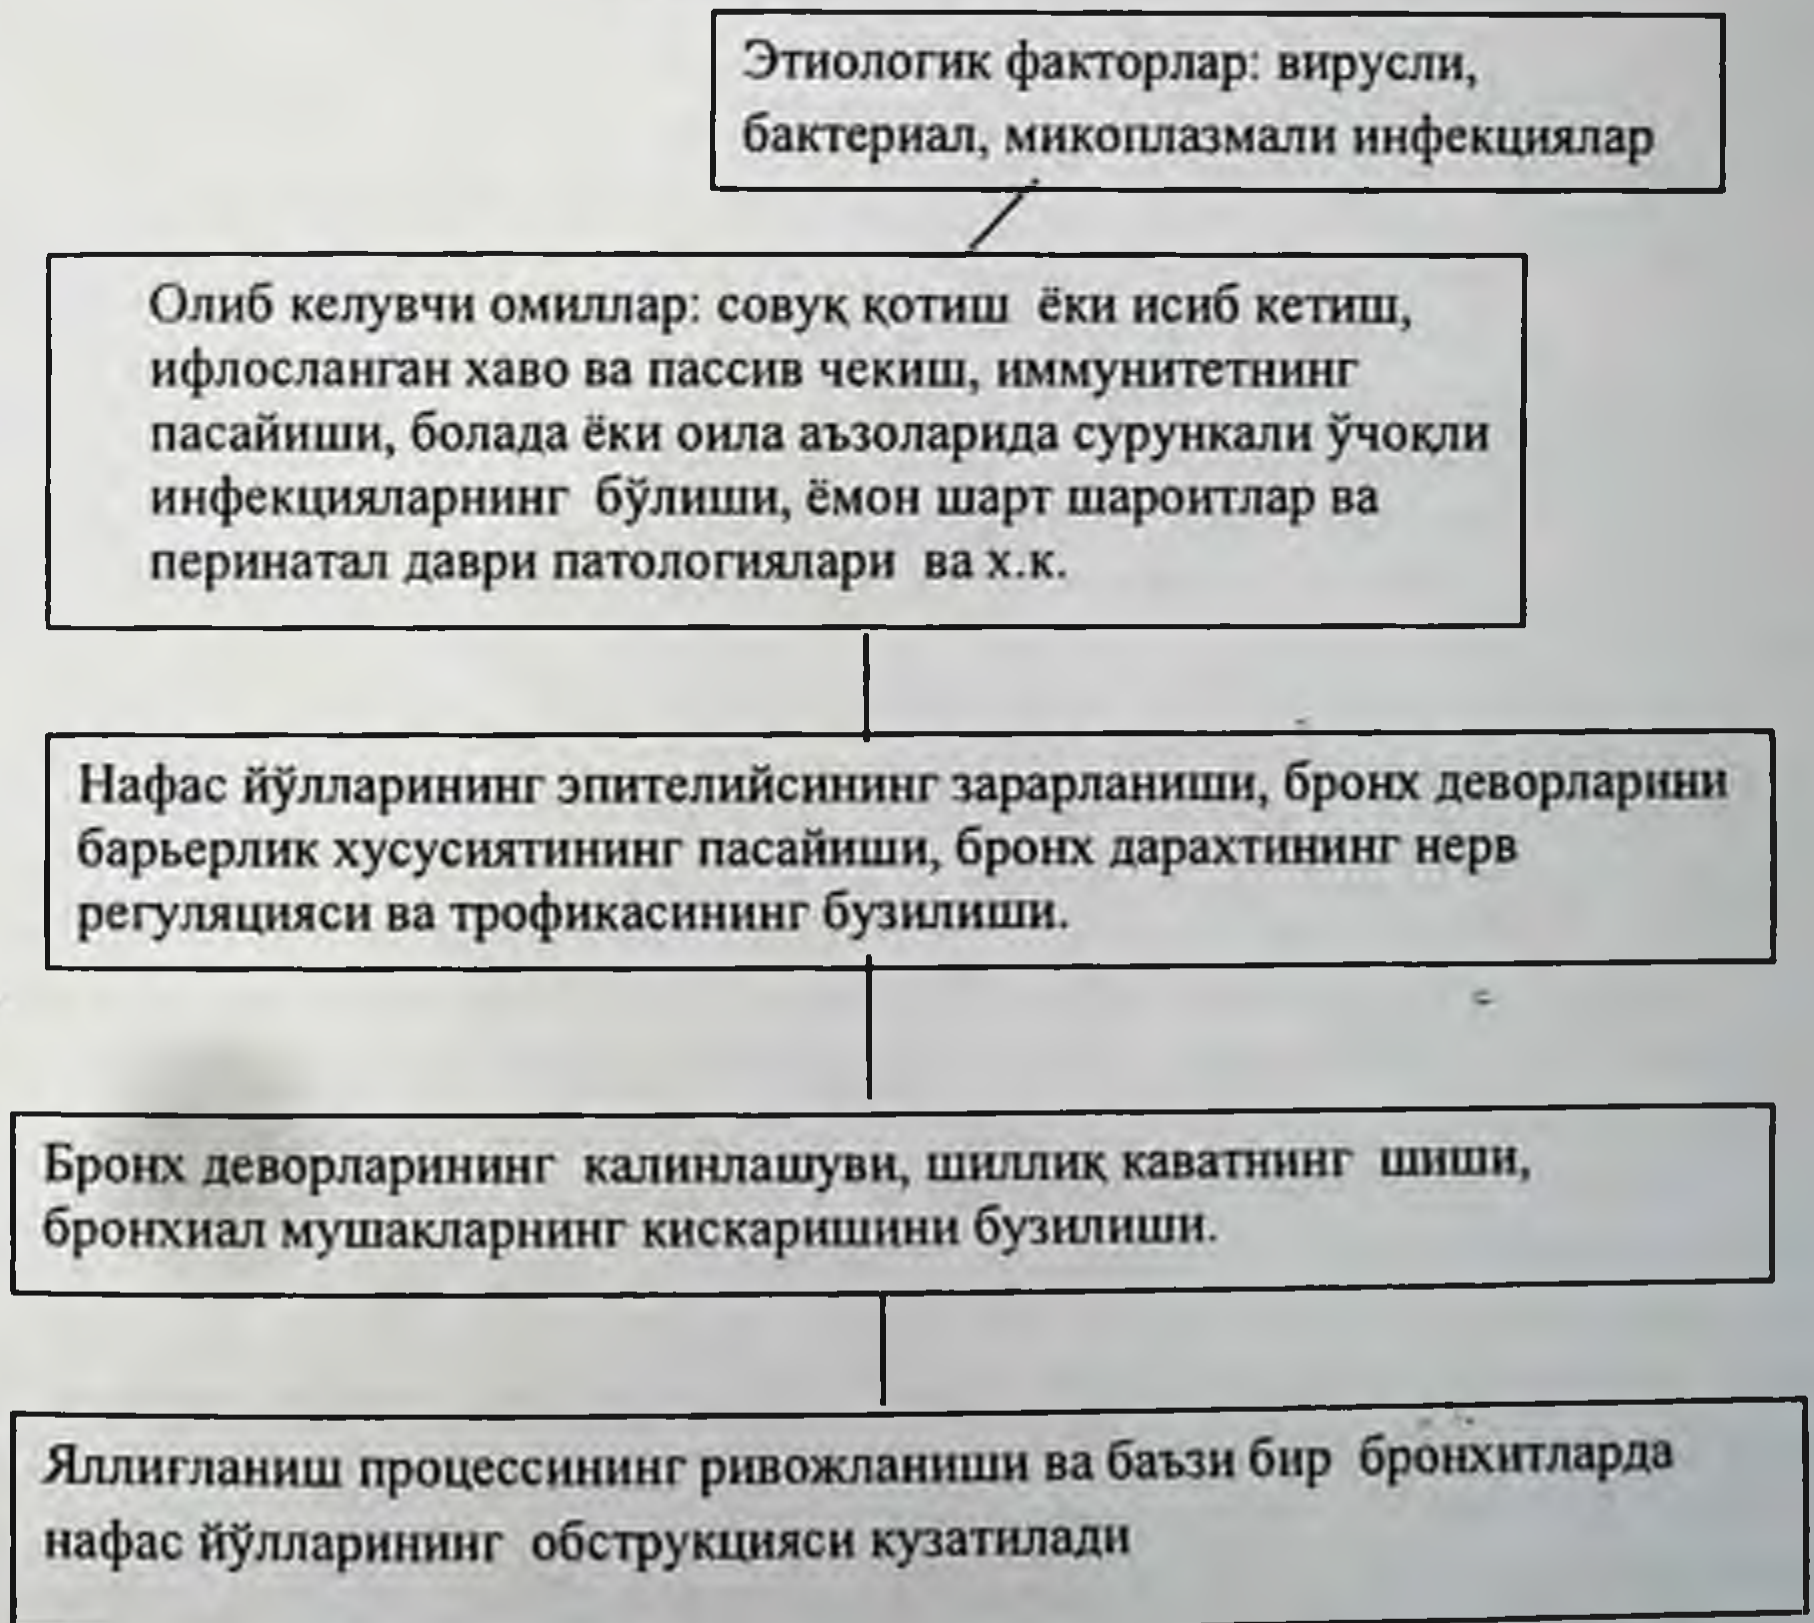 Этиологик факторлар: вирусли,
бактериал, микоплазмали инфекциялар
Олиб келувчи омиллар: совуқ қотиш ёки исиб кетиш,
ифлосланган хаво ва пассив чекиш, иммунитетнинг
пасайиши, болада ёки оила аъзоларида сурункали ўчоқли
инфекцияларнинг бўлиши, ёмон шарт шароитлар ва
перинатал даври патологиялари ва х.к.
Нафас йўлларининг эпителийсининг зарарланиши, бронх деворларини
барьерлик хусусиятининг пасайиши, бронх дарахтининг нерв
регуляцияси ва трофикасининг бузилиши.
Бронх деворларининг калинлашуви, шиллиқ каватнинг шиши,
бронхиал мушакларнинг кискаришини бузилиши.
Яллиғланиш процессининг ривожланиши ва баъзи бир бронхитларда
нафас йўлларининг обструкцияси кузатилади